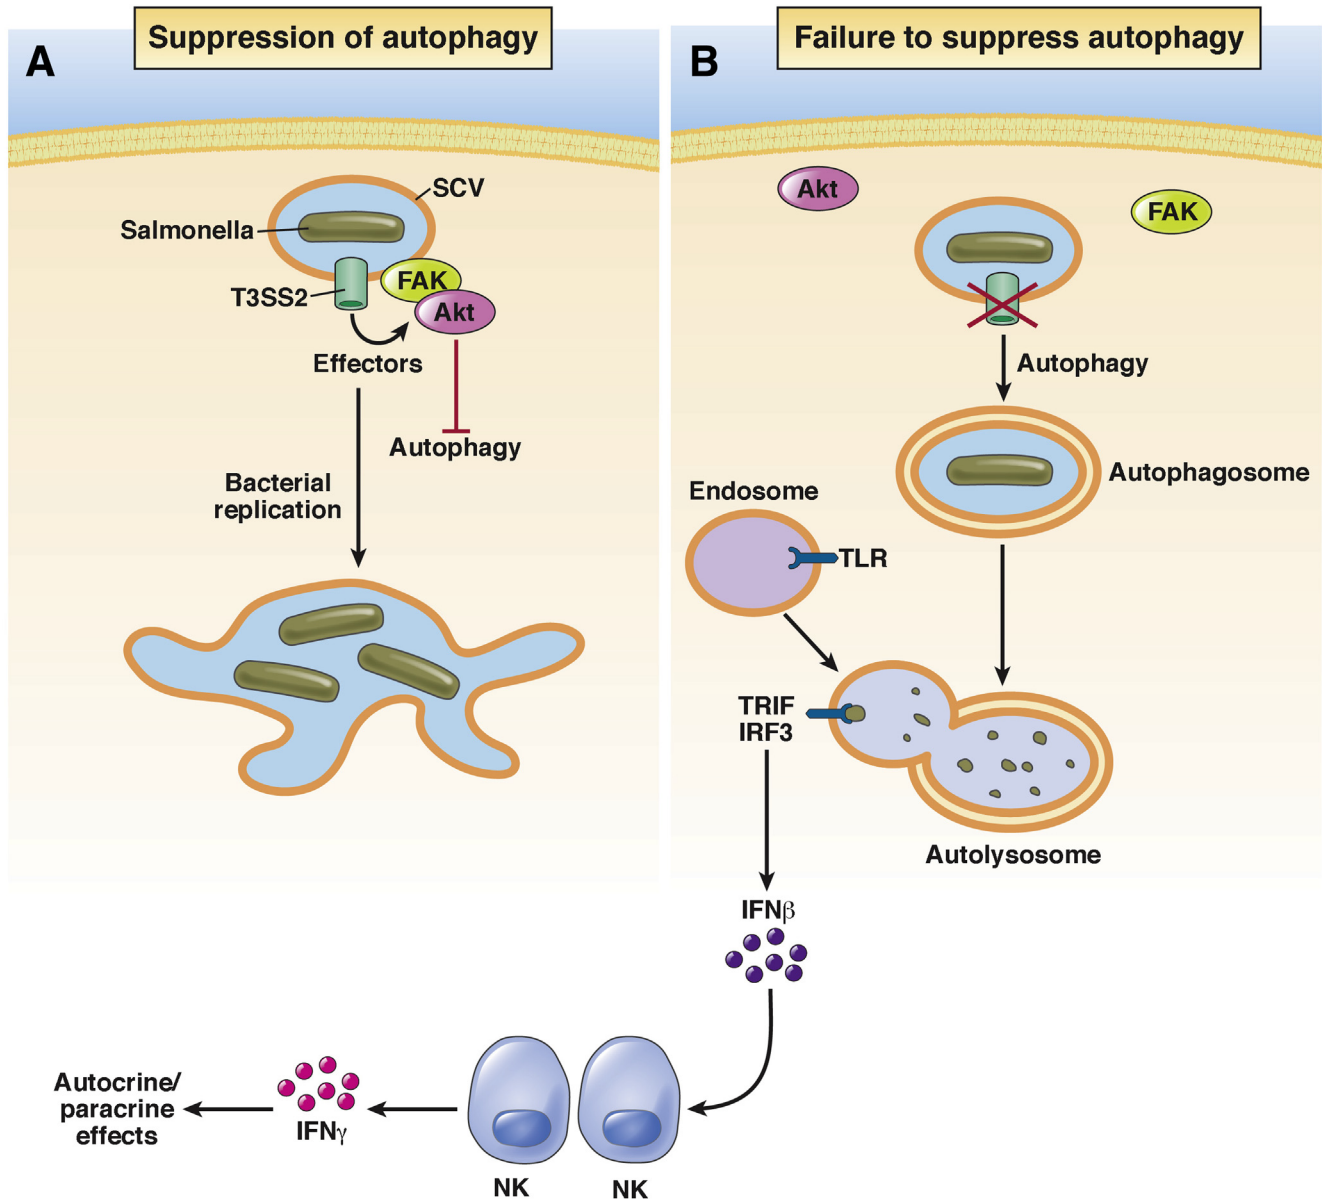 A
Suppression of autophagy
SCV
Salmonella
T3SS2
FAK
Akt
Effectors
Autophagy
Bacterial
replication
B
Failure to suppress autophagy
Akt
FAK
Autophagy
Autophagosome
Endosome
TLR
TRIF
IRF3
Autolysosome
IFNβ
NK
NK
IFNγ
Autocrine/
paracrine
effects